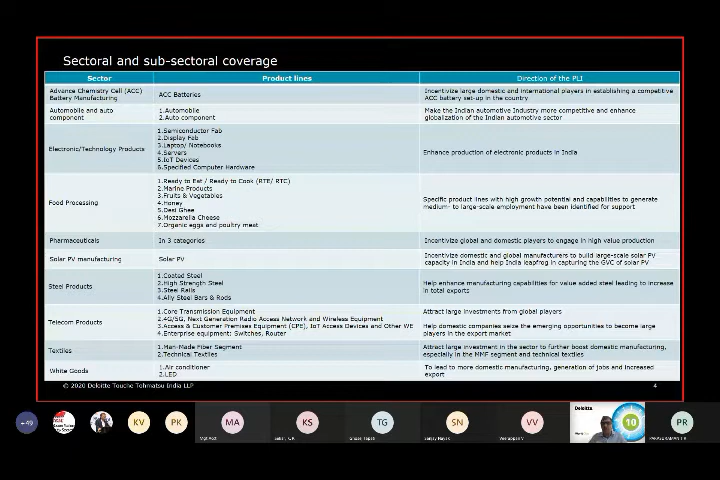 Sectoral and sub-sectoral coverage
Sector Product lines Direction of the PLI
Advance Chemistry Cell (ACC)
Battery Manufacturing
ACC Batteries
Incentivize large domestic and international players in establishing a competitive
ACC battery set-up in the country
Automobile and auto
component
1.Automobile
2.Auto component
Make the Indian automotive Industry more competitive and enhance
globalization of the Indian automotive sector
Electronic/Technology Products
1.Semiconductor Fab
2.Display Fab
3.Laptop/ Notebooks
4.Servers
5.IoT Devices
6.Specified Computer Hardware
Enhance production of electronic products in India
Food Processing
1.Ready to Eat / Ready to Cook (RTE/ RTC)
2.Marine Products
3.Fruits & Vegetables
4.Honey
5.Desi Ghee
6.Mozzarella Cheese
7.Organic eggs and poultry meat
Specific product lines with high growth potential and capabilities to generate
medium- to large-scale employment have been identified for support
Pharmaceuticals
In 3 categories
Incentivize global and domestic players to engage in high value production
Solar PV manufacturing
Solar PV
Incentivize domestic and global manufacturers to build large-scale solar PV
capacity in India and help India leapfrog in capturing the GVC of solar PV
Steel Products
1.Coated Steel
2.High Strength Steel
3.Steel Rails
4.Ally Steel Bars & Rods
Help enhance manufacturing capabilities for value added steel leading to increase
in total exports
Telecom Products
1.Core Transmission Equipment
2.4G/5G, Next Generation Radio Access Network and Wireless Equipment
3.Access & Customer Premises Equipment (CPE), IoT Access Devices and Other WE
4.Enterprise equipment: Switches, Router
Attract large investments from global players
Help domestic companies seize the emerging opportunities to become large
players in the export market
Textiles
1.Man-Made Fiber Segment
2.Technical Textiles
Attract large investment in the sector to further boost domestic manufacturing,
especially in the MMF segment and technical textiles
White Goods
1.Air conditioner
2.LED
To lead to more domestic manufacturing, generation of jobs and increased
export
© 2020 Deloitte Touche Tohmatsu India LLP 4
+49 KV PK MA KS TG SN VV Deloitte. 10 PR
Sanjay Nayak
PARASURAMAN R